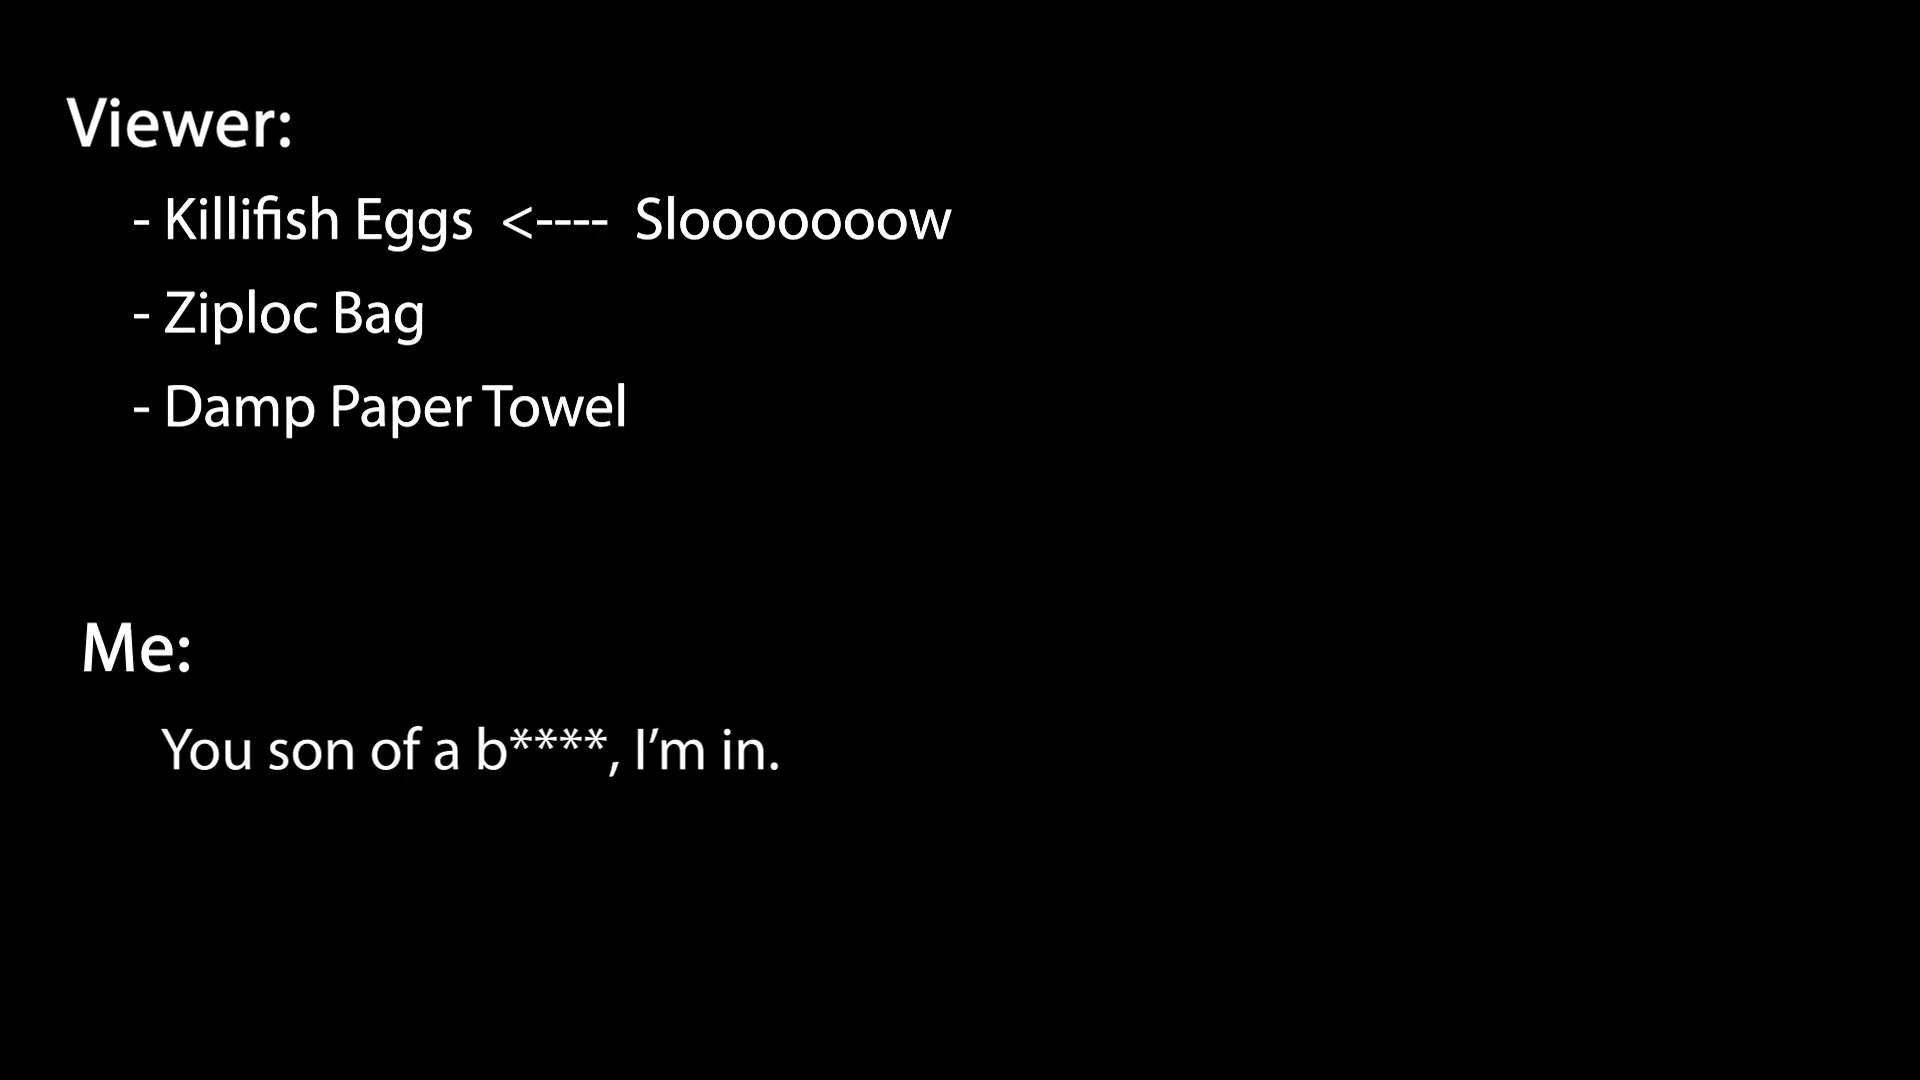 Viewer:
- Killifish Eggs <---- Slooooooow
- Ziploc Bag
- Damp Paper Towel
Me:
You son of a b****, I’m in.